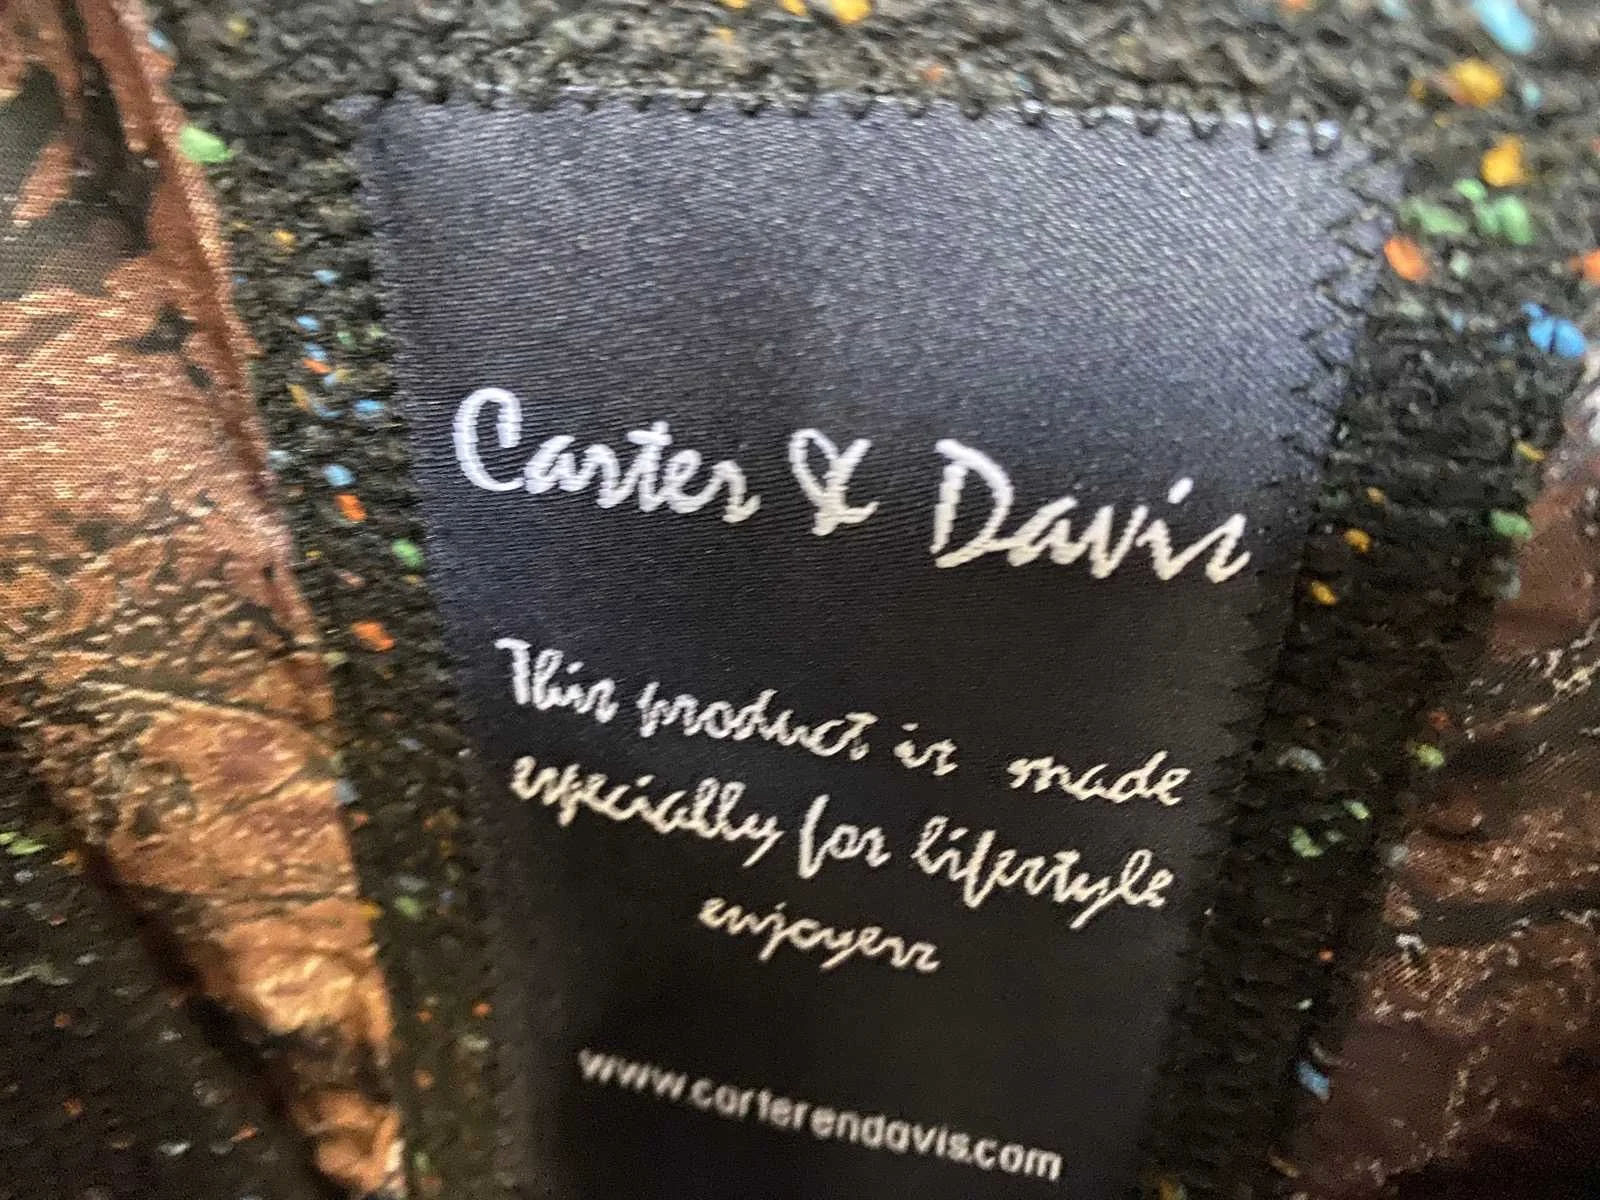 Carter & Davis
This product is made
especially for lifestyle
enjoyers
www.carterendavis.com